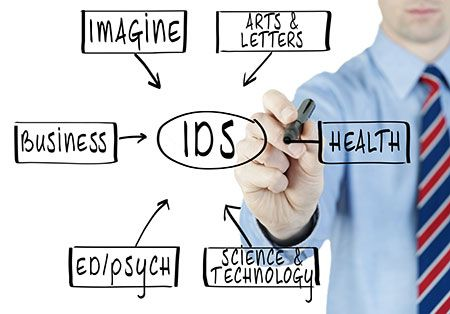 IMAGINE
ARTS &
LETTERS
BUSINESS
IDS
HEALTH
ED/PSYCH
SCIENCE &
TECHNOLOGY